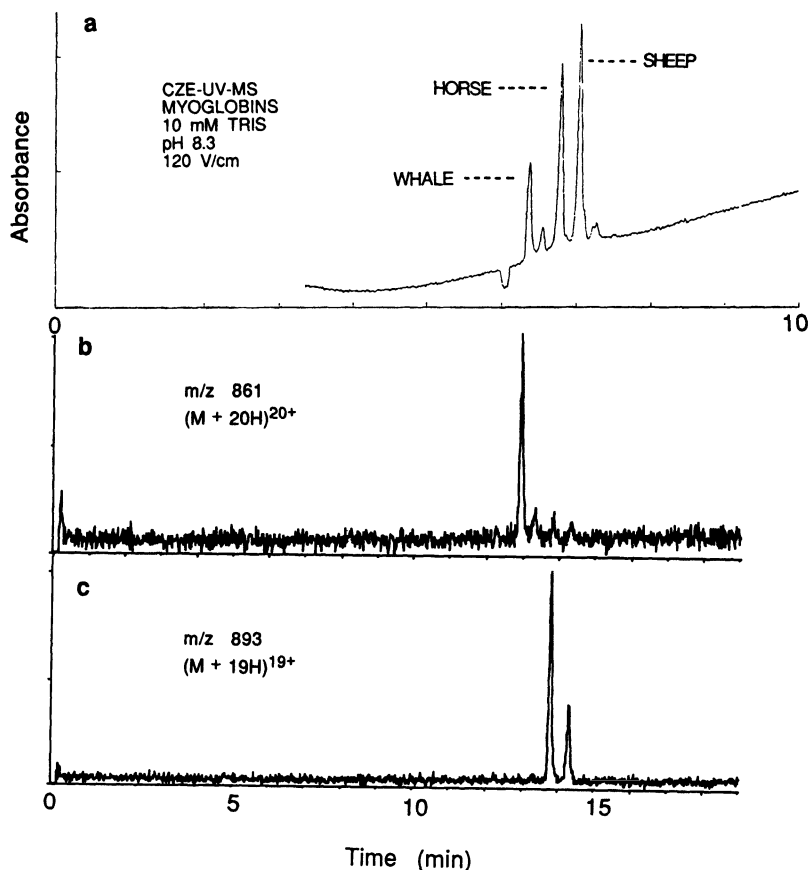 a
CZE-UV-MS
MYOGLOBINS
10 mM TRIS
pH 8.3
120 V/cm
WHALE
HORSE
SHEEP
Absorbance
0
10
b
m/z 861
(M + 20H)20+
c
m/z 893
(M + 19H)19+
0
5
10
15
Time (min)